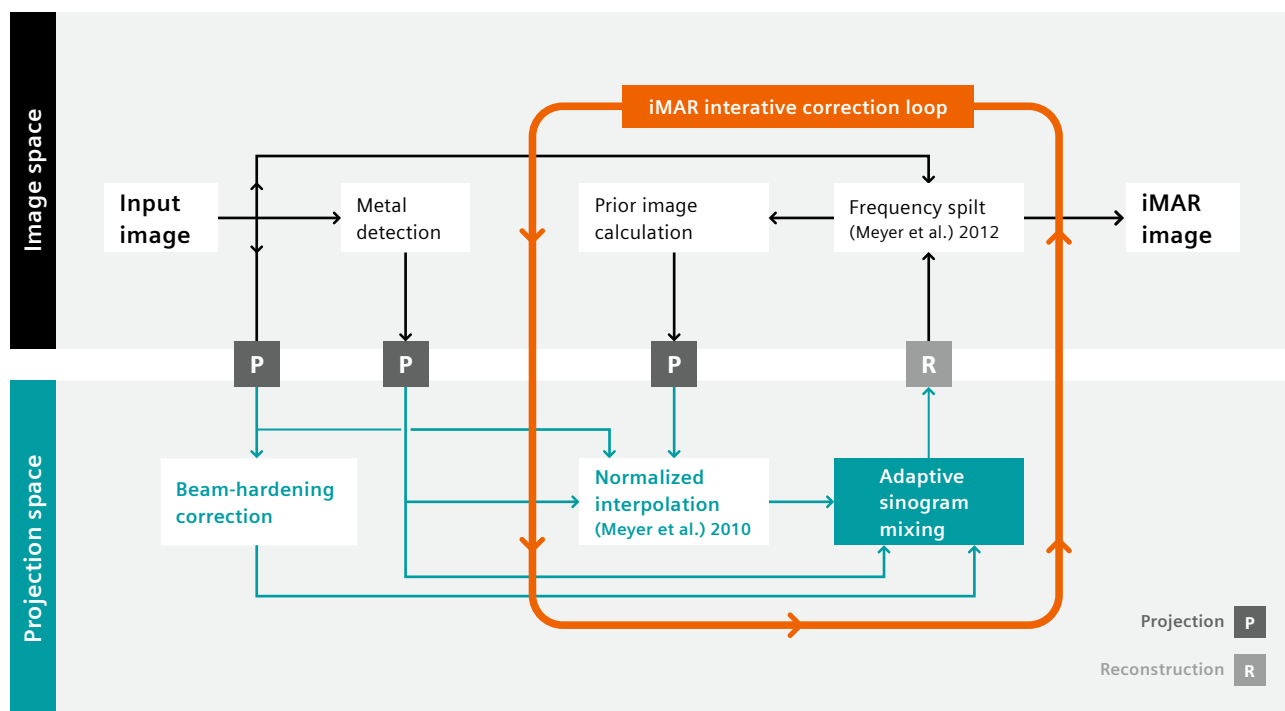 Image space
iMAR interative correction loop
Input
image
Metal
detection
Prior image
calculation
Frequency spilt
(Meyer et al.) 2012
iMAR
image
P
P
P
R
Projection space
Beam-hardening
correction
Normalized
interpolation
(Meyer et al.) 2010
Adaptive
sinogram
mixing
Projection P
Reconstruction R